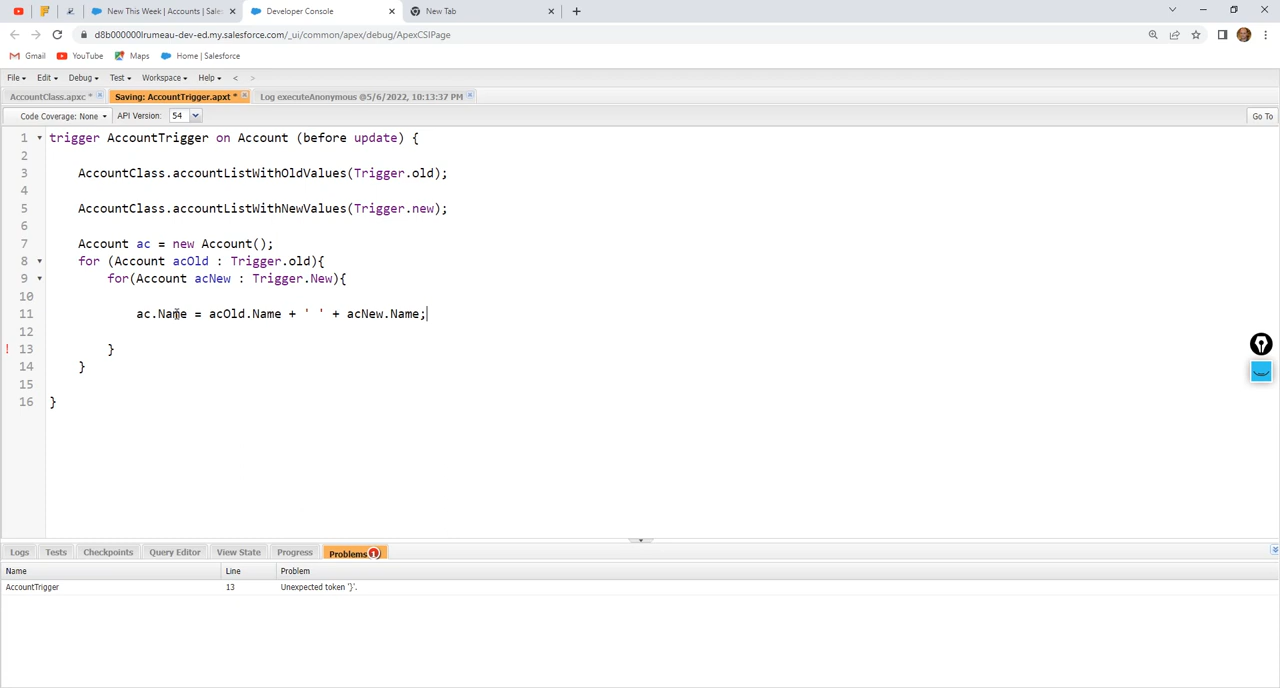 New This Week | Accounts | Sale
Developer Console
New Tab
d8b000000lrumeau-dev-ed.my.salesforce.com/_ui/common/apex/debug/ApexCSIPage
Gmail YouTube Maps Home | Salesforce
File Edit Debug Test Workspace Help < >
AccountClass.apxc * Saving: AccountTrigger.apxt * Log executeAnonymous @5/6/2022, 10:13:37 PM
Code Coverage: None API Version: 54 Go To
1 trigger AccountTrigger on Account (before update) {
2
3 AccountClass.accountListWithOldValues(Trigger.old);
4
5 AccountClass.accountListWithNewValues(Trigger.new);
6
7 Account ac = new Account();
8 for (Account acOld : Trigger.old){
9 for(Account acNew : Trigger.New){
10
11 ac.Name = acOld.Name + ' ' + acNew.Name;
12
! 13 }
14 }
15
16 }
Logs Tests Checkpoints Query Editor View State Progress Problems 1
Name Line Problem
AccountTrigger 13 Unexpected token '}'.